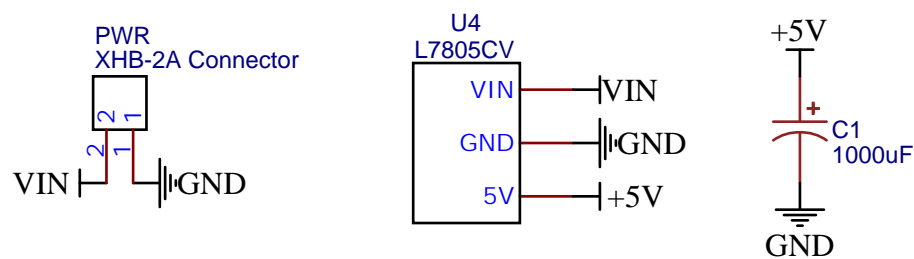 PWR
XHB-2A Connector
2 1
2 1
VIN GND
U4
L7805CV
VIN VIN
GND GND
5V +5V
+5V
+
C1
1000uF
GND